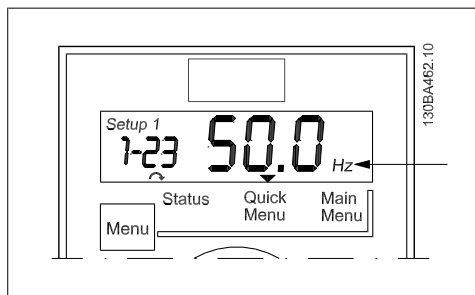 130BA462.10
Setup 1
1-23 50.0 Hz
Status Quick Menu Main Menu
Menu